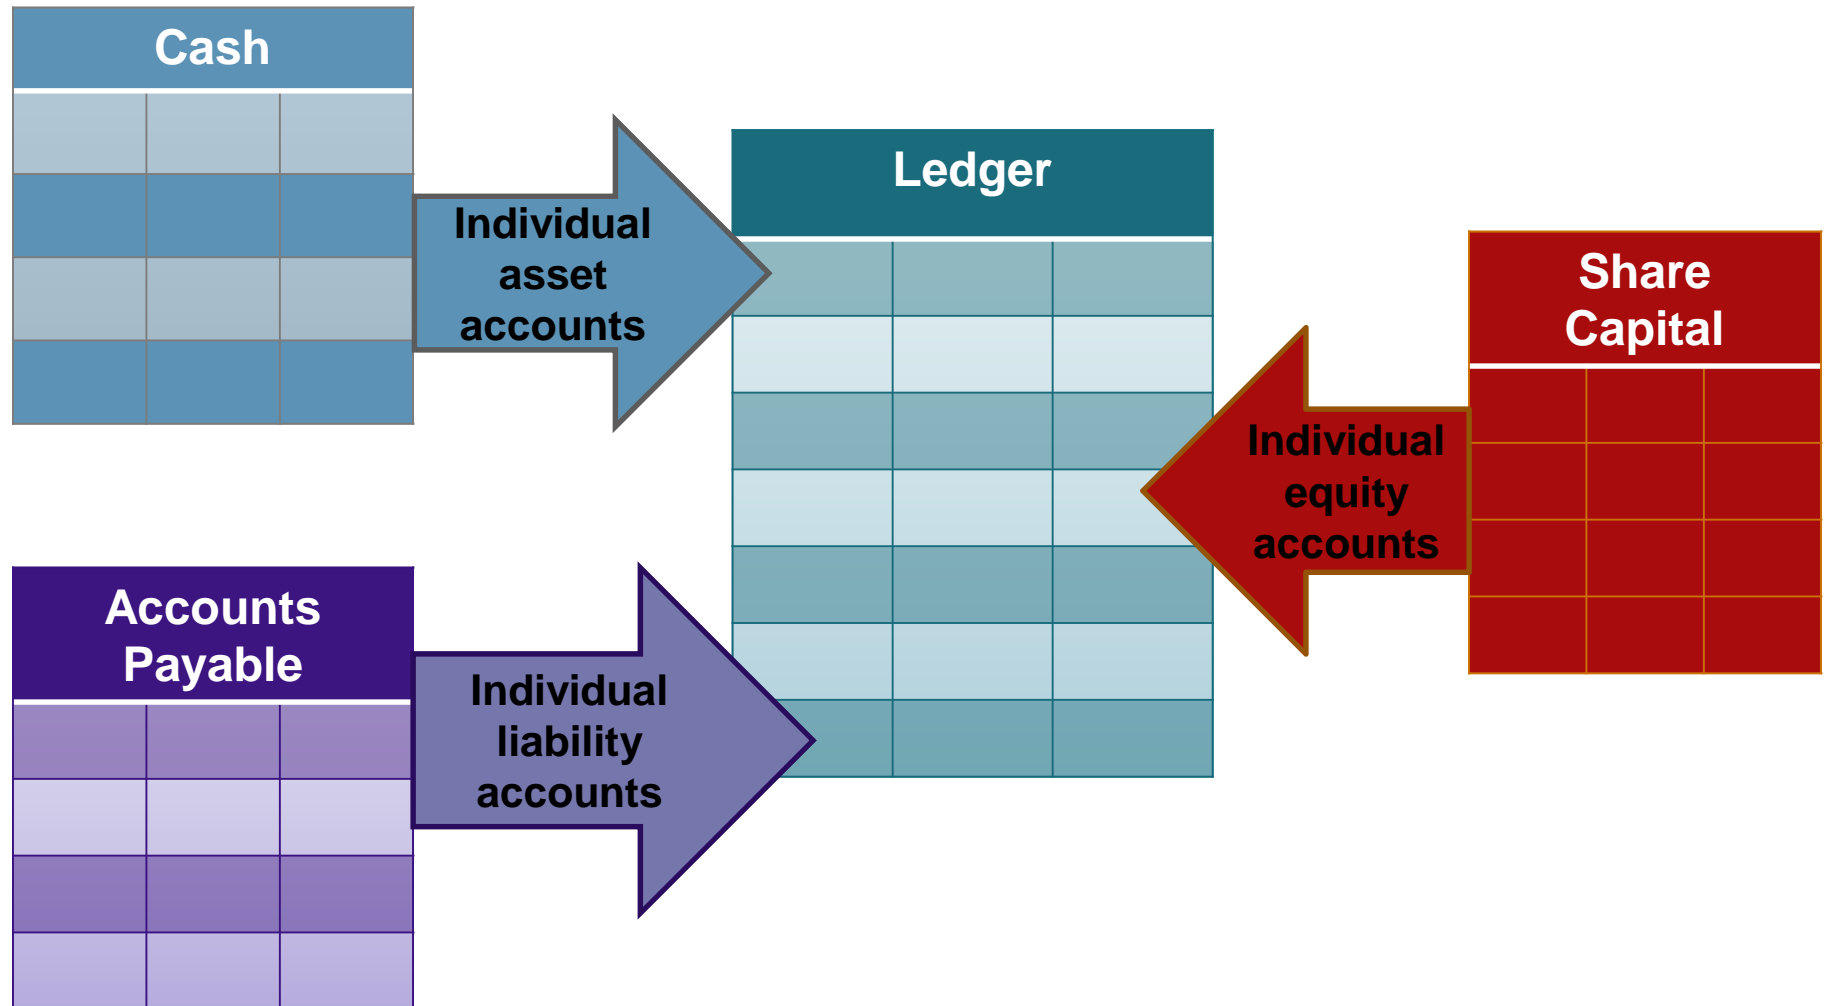 Cash
Individual
asset
accounts
Ledger
Share
Capital
Individual
equity
accounts
Accounts
Payable
Individual
liability
accounts